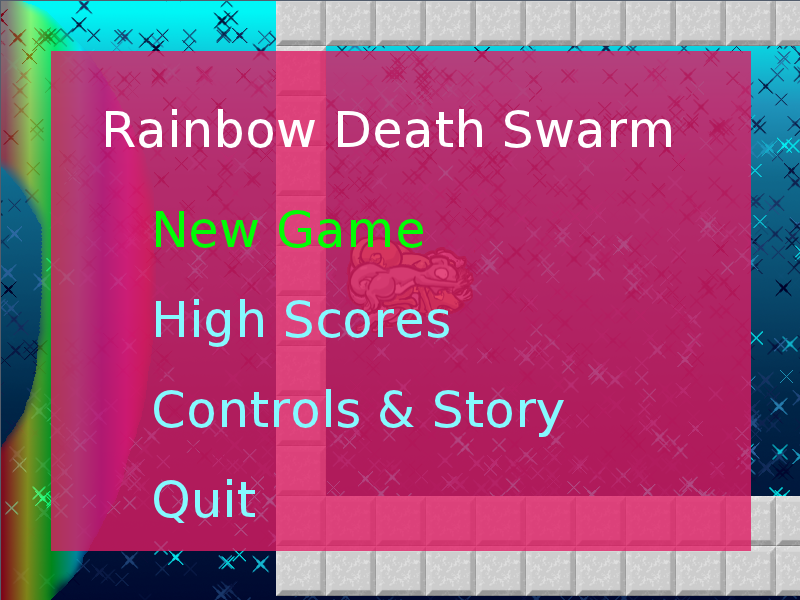 Rainbow Death Swarm
New Game
High Scores
Controls & Story
Quit